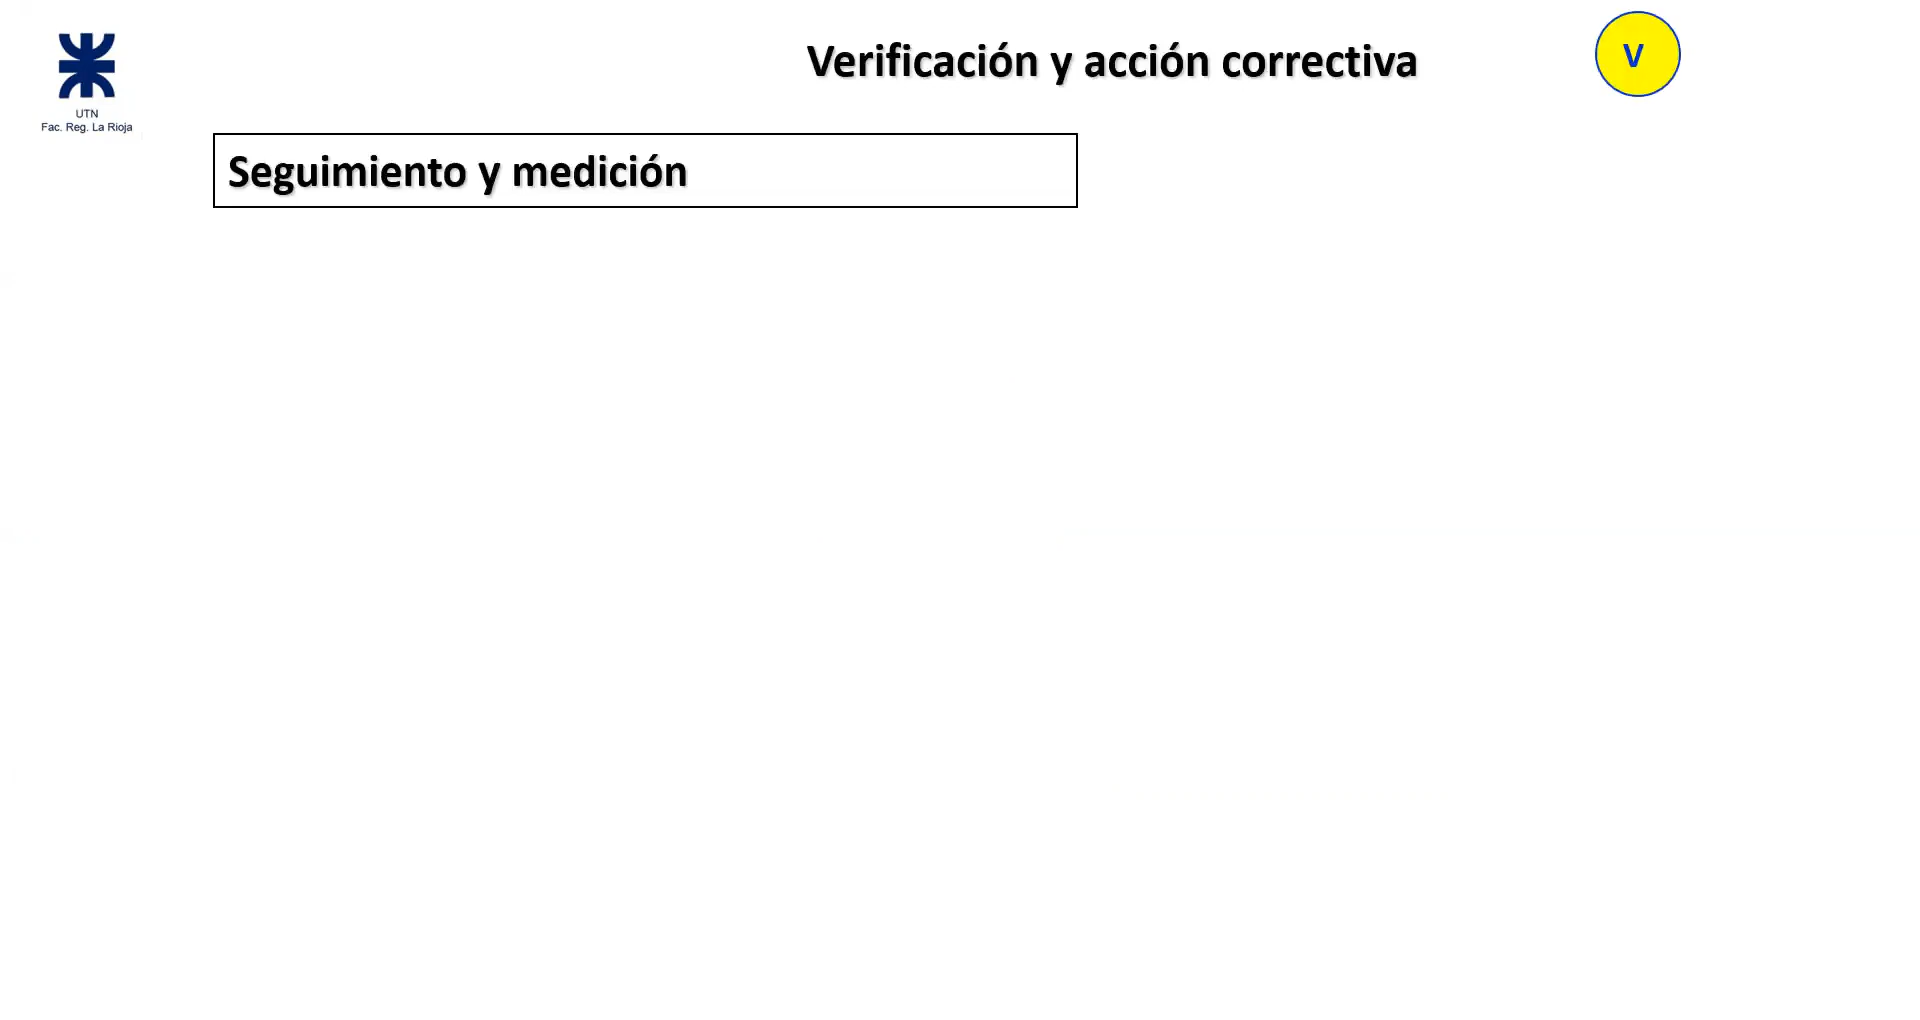 Verificación y acción correctiva
V
UTN
Fac. Reg. La Rioja
Seguimiento y medición